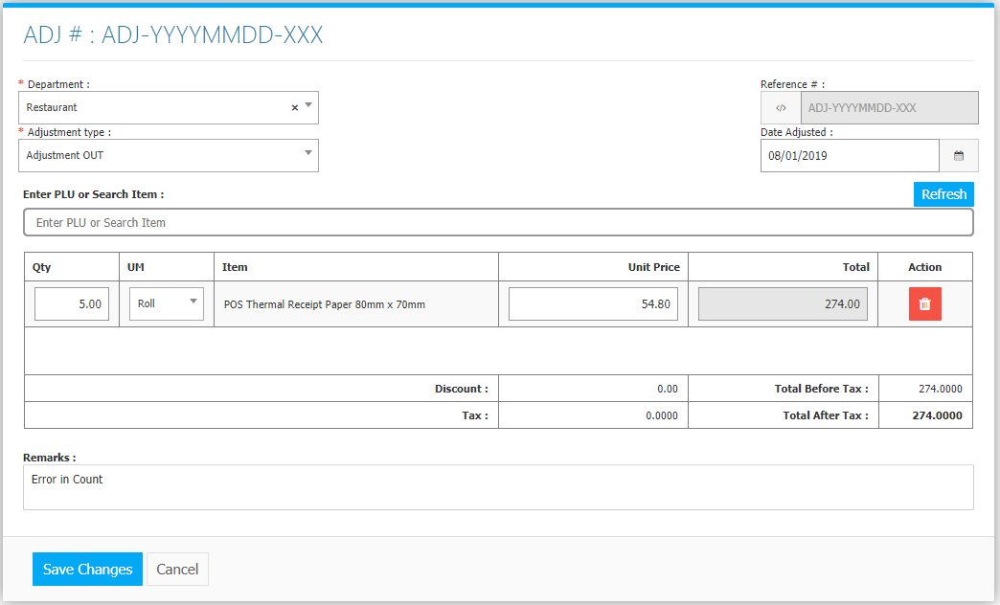 ADJ # : ADJ-YYYYMMDD-XXX
* Department :
Restaurant × 
* Adjustment type :
Adjustment OUT
Reference # :
</> ADJ-YYYYMMDD-XXX
Date Adjusted :
08/01/2019
Enter PLU or Search Item :
Refresh
Enter PLU or Search Item
Qty UM Item Unit Price Total Action
5.00 Roll POS Thermal Receipt Paper 80mm x 70mm 54.80 274.00
Discount : 0.00 Total Before Tax : 274.0000
Tax : 0.0000 Total After Tax : 274.0000
Remarks :
Error in Count
Save Changes Cancel